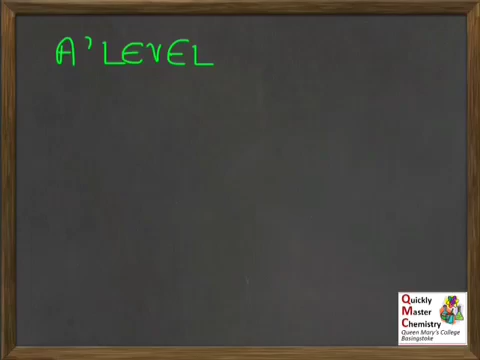 A'LEVEL
Quickly
Master
Chemistry
Queen Mary's College
Basingstoke